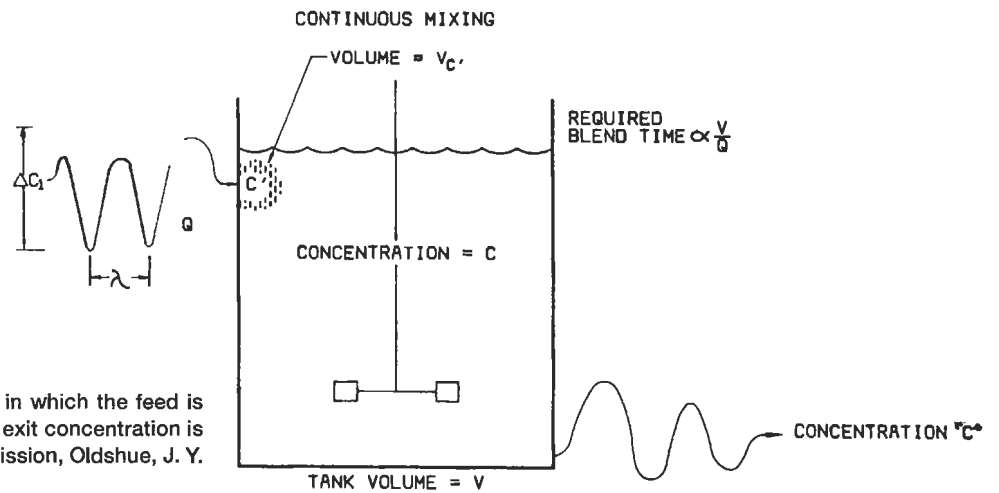 CONTINUOUS MIXING
VOLUME = VC'
REQUIRED
BLEND TIME ∝ V/Q
ΔC1
C'
Q
λ
CONCENTRATION = C
in which the feed is
exit concentration is
ission, Oldshue, J. Y.
CONCENTRATION "C"
TANK VOLUME = V